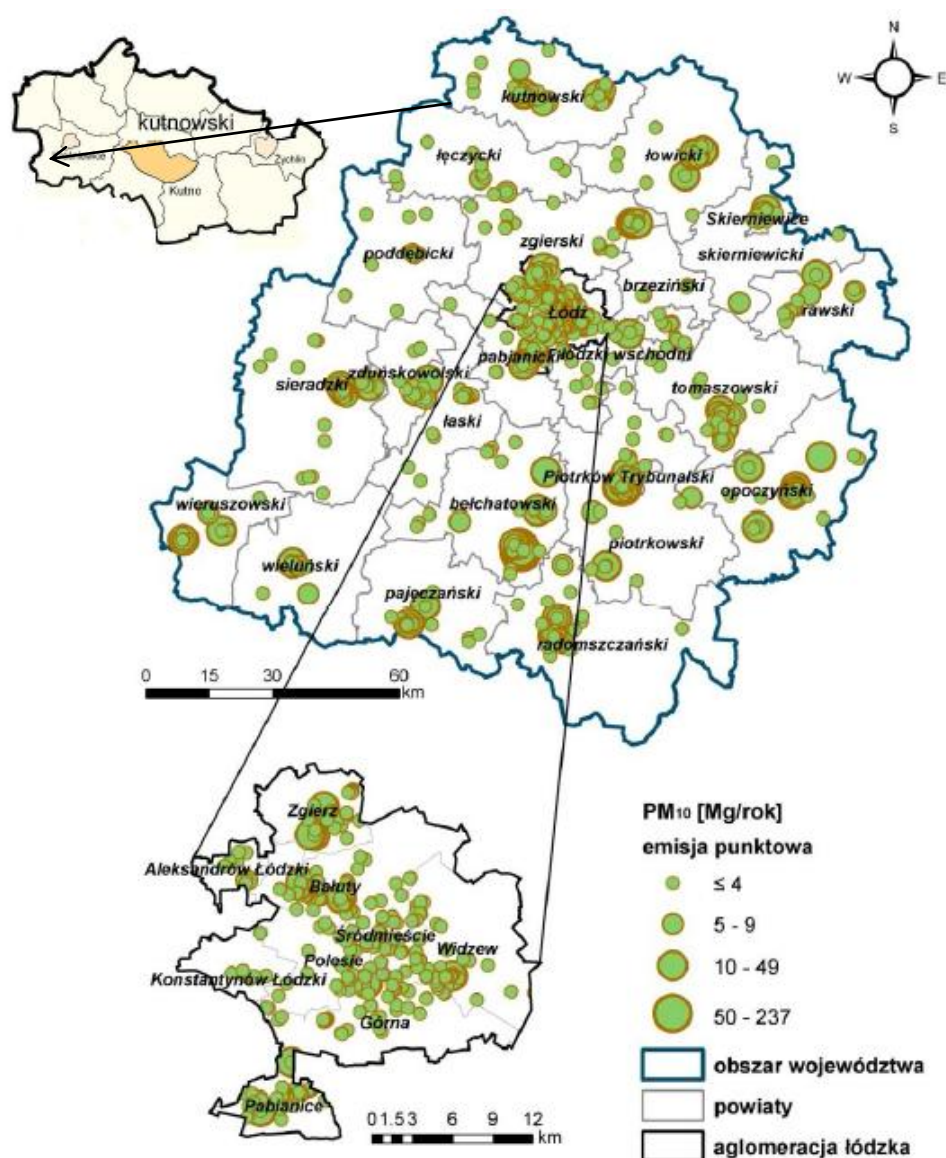 N
W E
S
kutnowski
Żychlin
Kutno
kutnowski
łęczycki
łowicki
Skierniewice
zgierski
skierniewicki
poddębicki
brzeziński
rawski
Łódź
pabianicki
łódzki wschodni
zduńskowolski
sieradzki
tomaszowski
łaski
Piotrków Trybunalski
opoczyński
wieruszowski
bełchatowski
piotrkowski
wieluński
pajęczański
radomszczański
0 15 30 60
km
PM10 [Mg/rok]
emisja punktowa
≤ 4
5 - 9
10 - 49
50 - 237
obszar województwa
powiaty
aglomeracja łódzka
Zgierz
Aleksandrów Łódzki
Bałuty
Śródmieście
Widzew
Polesie
Konstantynów Łódzki
Górna
Pabianice
0 1.5 3 6 9 12
km